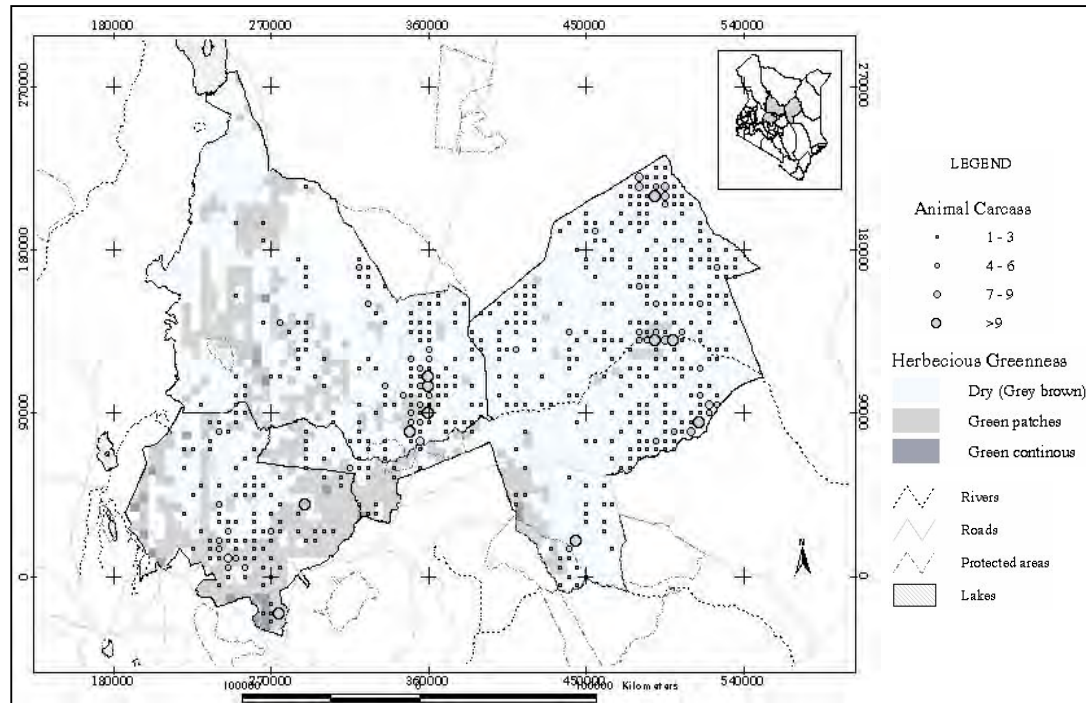 180000 270000 360000 450000 540000
270000 270000
180000 180000
90000 90000
0 0
N
180000 270000 360000 450000 540000
100000 0 100000 Kilometers
LEGEND
Animal Carcass
1 - 3
4 - 6
7 - 9
>9
Herbecious Greenness
Dry (Grey brown)
Green patches
Green continous
Rivers
Roads
Protected areas
Lakes